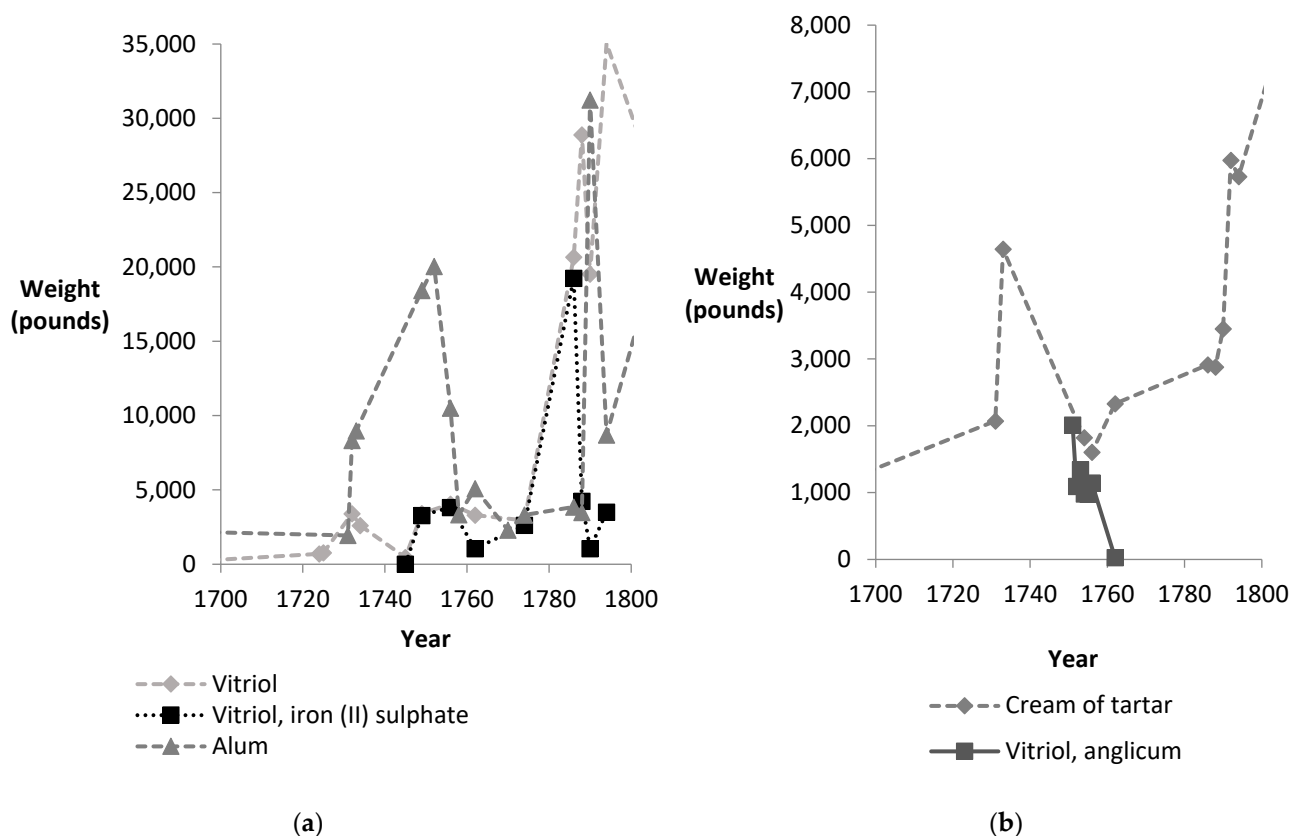 35,000
30,000
25,000
20,000
15,000
10,000
5,000
0
Weight
(pounds)
1700 1720 1740 1760 1780 1800
Year
Vitriol
Vitriol, iron (II) sulphate
Alum
(a)
8,000
7,000
6,000
5,000
4,000
3,000
2,000
1,000
0
Weight
(pounds)
1700 1720 1740 1760 1780 1800
Year
Cream of tartar
Vitriol, anglicum
(b)